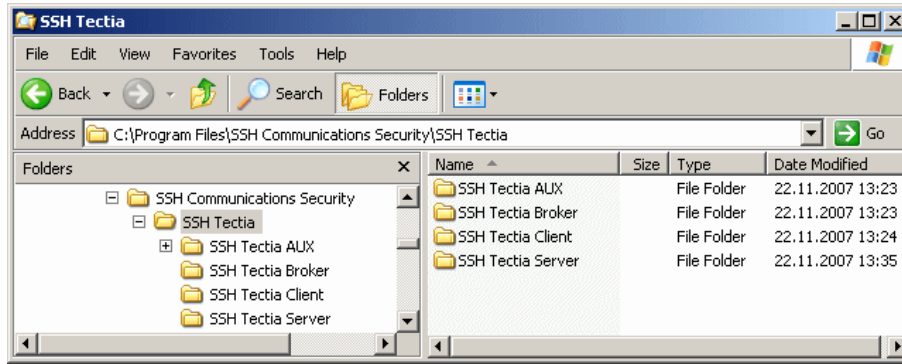 SSH Tectia
File Edit View Favorites Tools Help
Back Search Folders
Address C:\Program Files\SSH Communications Security\SSH Tectia Go
Folders
SSH Communications Security
SSH Tectia
SSH Tectia AUX
SSH Tectia Broker
SSH Tectia Client
SSH Tectia Server
Name Size Type Date Modified
SSH Tectia AUX File Folder 22.11.2007 13:23
SSH Tectia Broker File Folder 22.11.2007 13:23
SSH Tectia Client File Folder 22.11.2007 13:24
SSH Tectia Server File Folder 22.11.2007 13:35